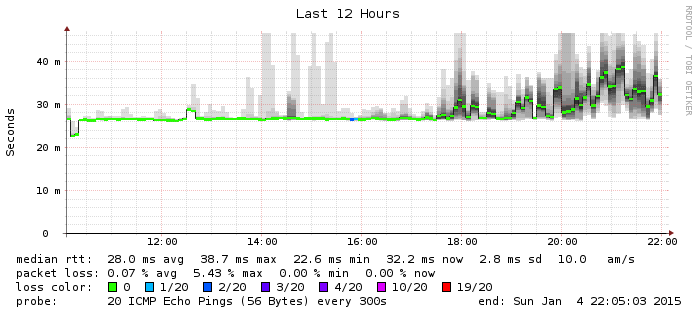 Last 12 Hours
RRDTOOL / TOBI OETIKER
Seconds
40 m
30 m
20 m
10 m
0
12:00 14:00 16:00 18:00 20:00 22:00
median rtt: 28.0 ms avg 38.7 ms max 22.6 ms min 32.2 ms now 2.8 ms sd 10.0 am/s
packet loss: 0.07 % avg 5.43 % max 0.00 % min 0.00 % now
loss color: 0 1/20 2/20 3/20 4/20 10/20 19/20
probe: 20 ICMP Echo Pings (56 Bytes) every 300s end: Sun Jan 4 22:05:03 2015